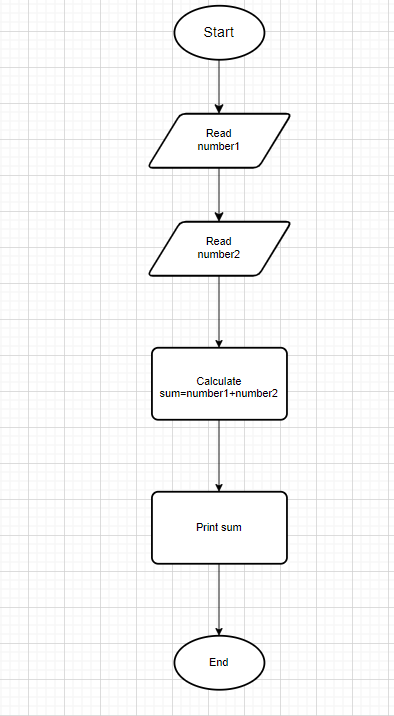 Start
Read
number1
Read
number2
Calculate
sum=number1+number2
Print sum
End